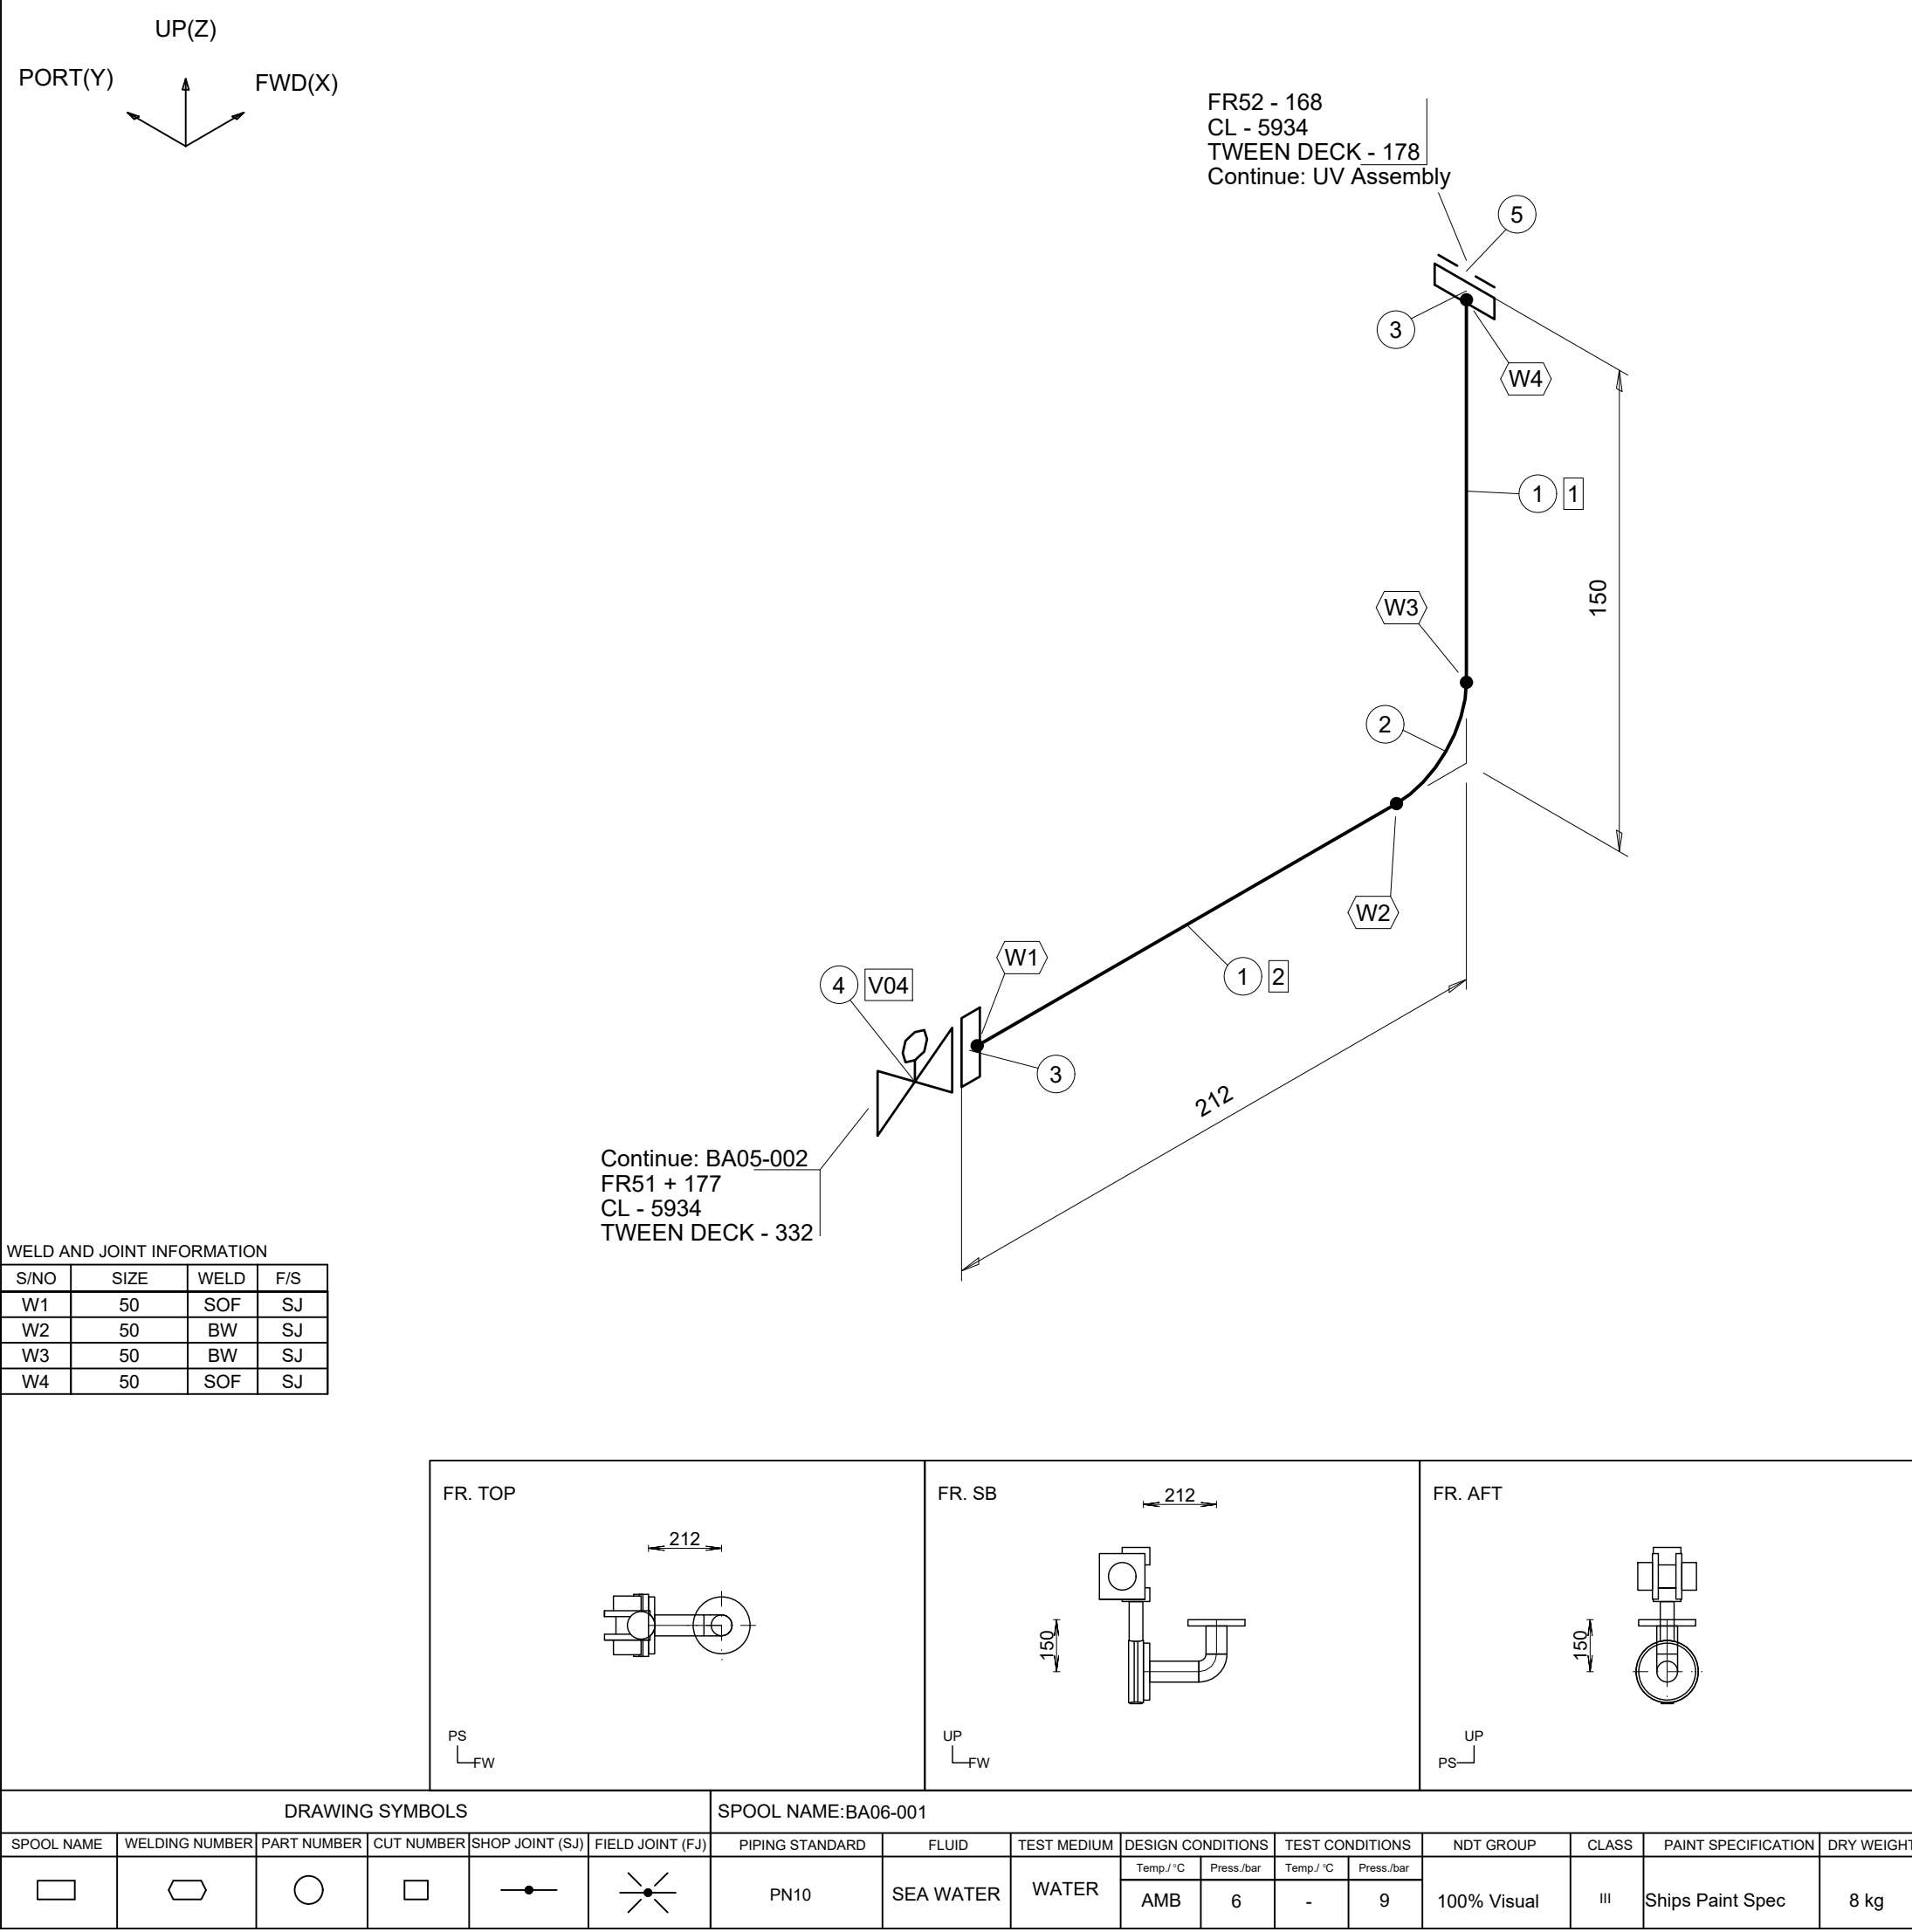 UP(Z)
PORT(Y)
FWD(X)
FR52 - 168
CL - 5934
TWEEN DECK - 178
Continue: UV Assembly
5
3
W4
1 1
150
W3
2
W2
1 2
W1
4 V04
3
212
Continue: BA05-002
FR51 + 177
CL - 5934
TWEEN DECK - 332
WELD AND JOINT INFORMATION
S/NO SIZE WELD F/S
W1 50 SOF SJ
W2 50 BW SJ
W3 50 BW SJ
W4 50 SOF SJ
FR. TOP
212
PS
FW
FR. SB
212
150
UP
FW
FR. AFT
150
UP
PS
DRAWING SYMBOLS
SPOOL NAME:BA06-001
SPOOL NAME WELDING NUMBER PART NUMBER CUT NUMBER SHOP JOINT (SJ) FIELD JOINT (FJ) PIPING STANDARD FLUID TEST MEDIUM DESIGN CONDITIONS TEST CONDITIONS NDT GROUP CLASS PAINT SPECIFICATION DRY WEIGHT
Temp./ °C Press./bar Temp./ °C Press./bar
PN10 SEA WATER WATER AMB 6 - 9 100% Visual III Ships Paint Spec 8 kg